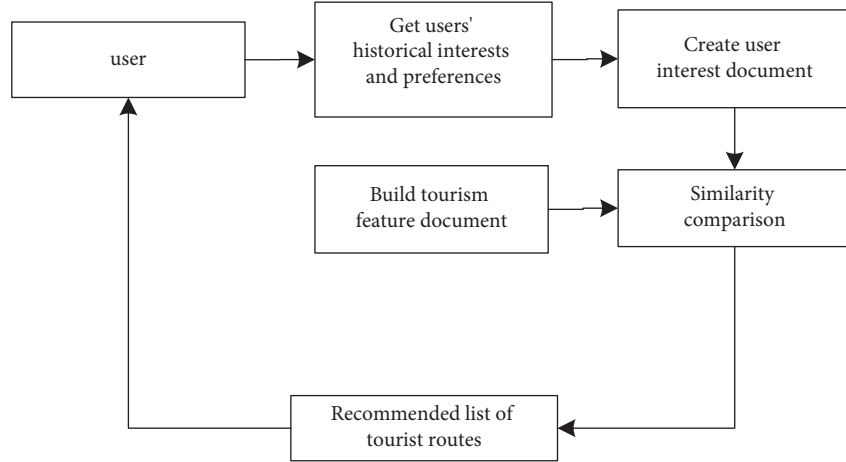 user
Get users'
historical interests
and preferences
Create user
interest document
Build tourism
feature document
Similarity
comparison
Recommended list of
tourist routes